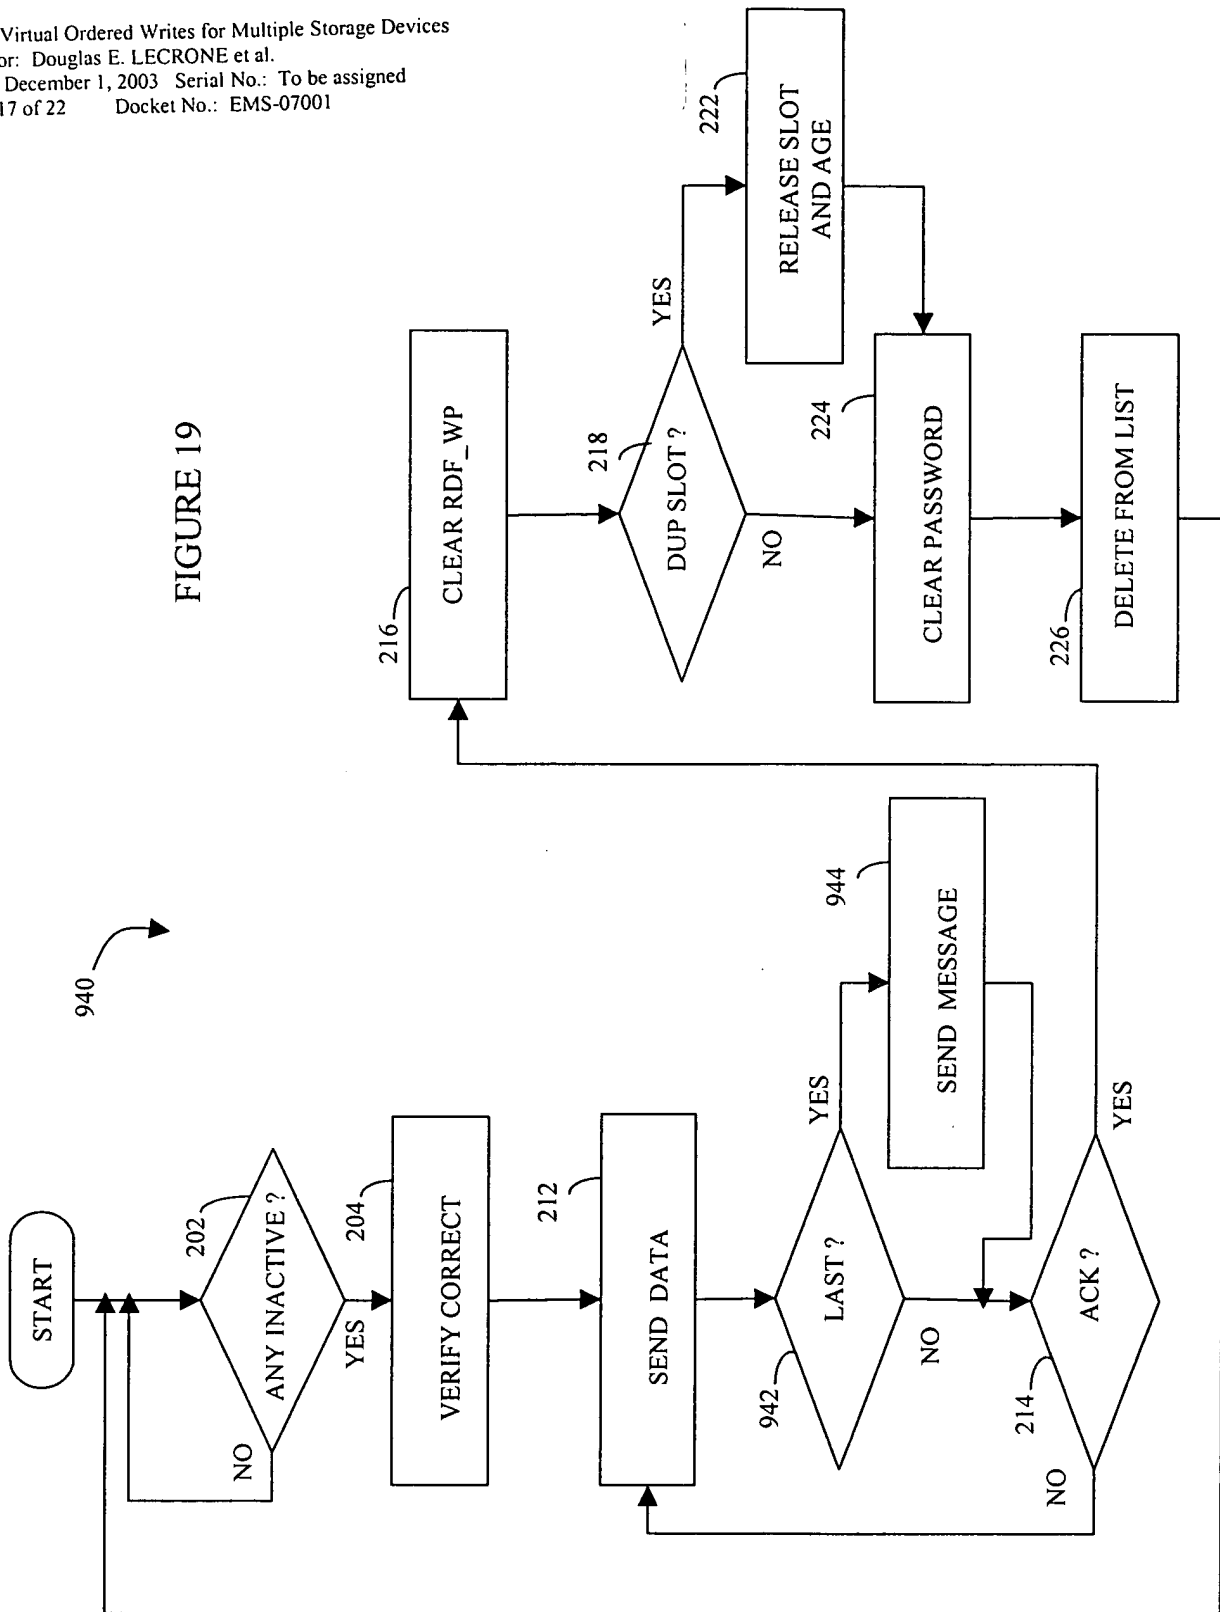 Virtual Ordered Writes for Multiple Storage Devices
or: Douglas E. LECRONE et al.
December 1, 2003 Serial No.: To be assigned
17 of 22 Docket No.: EMS-07001
FIGURE 19
940
START
202
ANY INACTIVE ?
NO
YES
204
VERIFY CORRECT
212
SEND DATA
942
LAST ?
YES
NO
944
SEND MESSAGE
214
ACK ?
NO
YES
216
CLEAR RDF_WP
218
DUP SLOT ?
YES
NO
222
RELEASE SLOT
AND AGE
224
CLEAR PASSWORD
226
DELETE FROM LIST